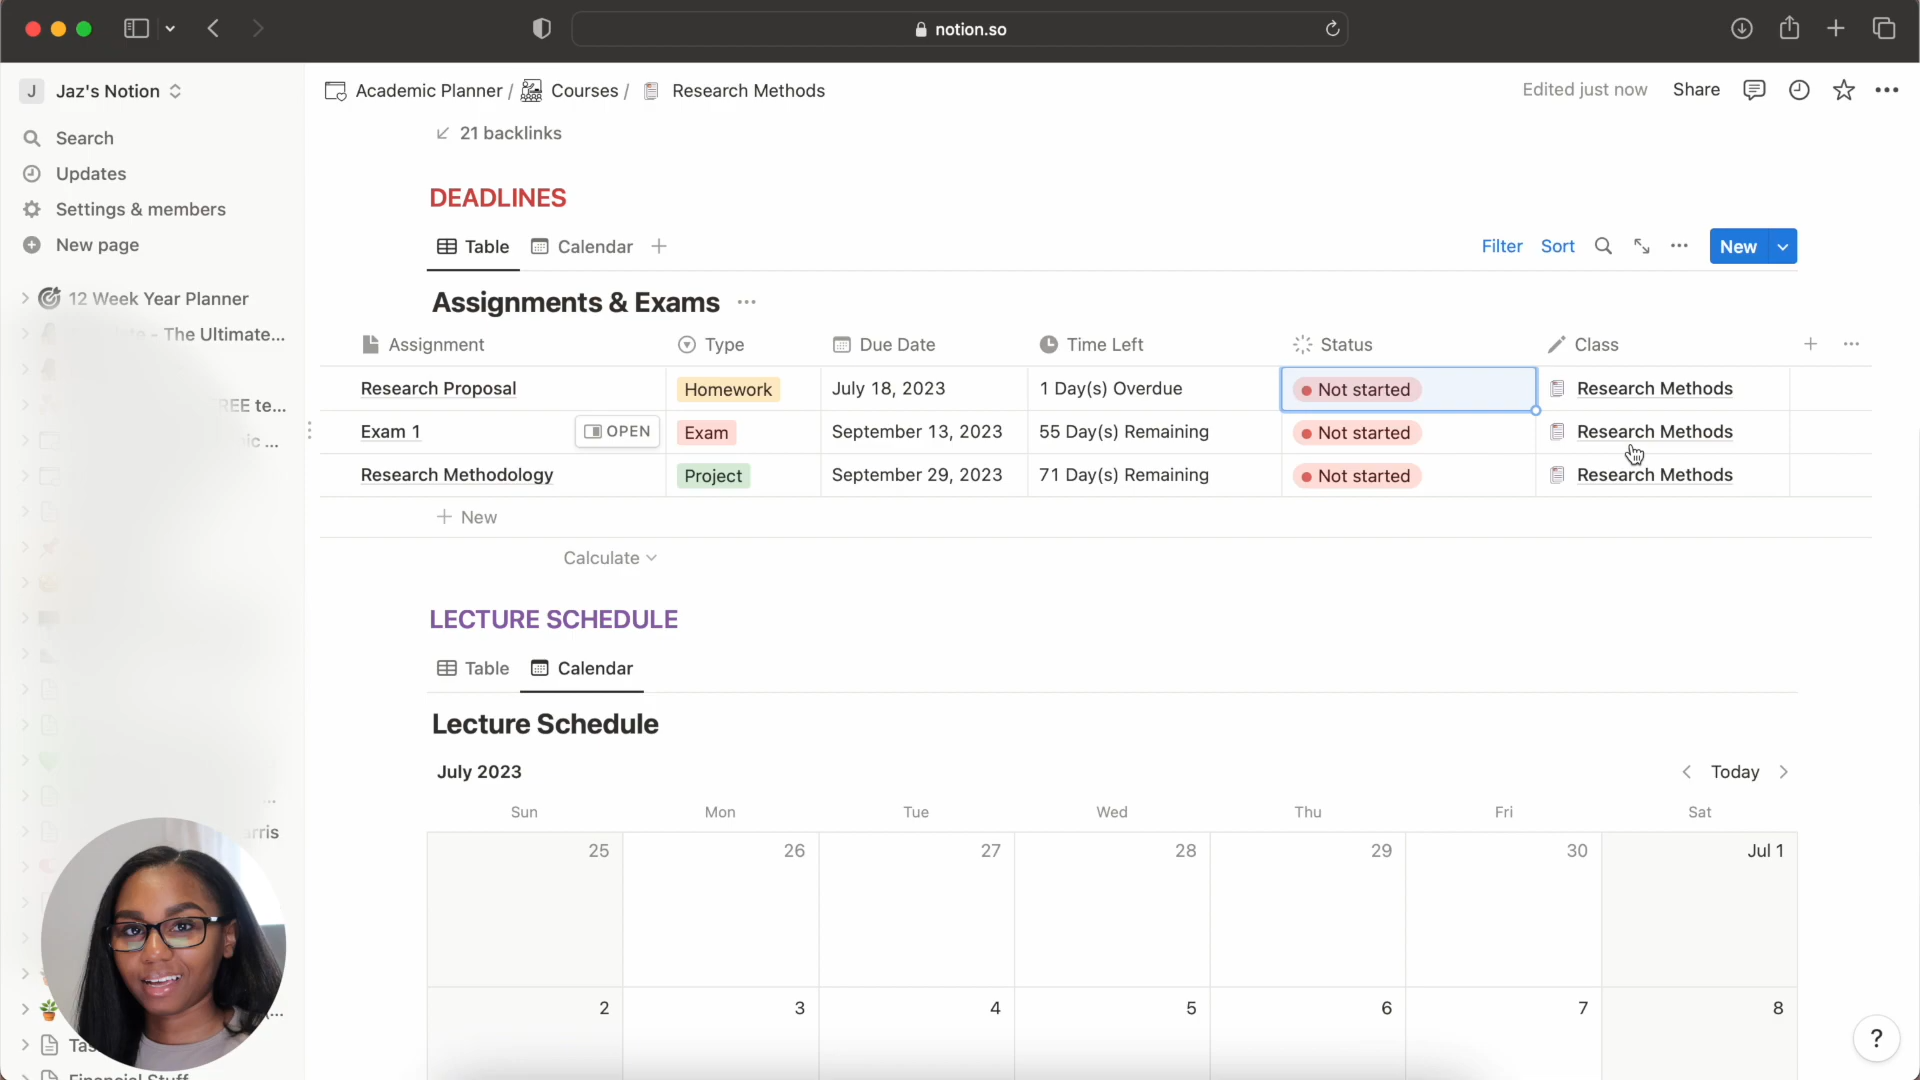 notion.so
J Jaz's Notion
Academic Planner / Courses / Research Methods
Edited just now Share
Search
Updates
Settings & members
New page
12 Week Year Planner
- The Ultimate...
REE te...
ic ...
...
arris
...
Tas
Financial Stuff
21 backlinks
DEADLINES
Table Calendar
Filter Sort New
Assignments & Exams
Assignment Type Due Date Time Left Status Class
Research Proposal Homework July 18, 2023 1 Day(s) Overdue Not started Research Methods
Exam 1 OPEN Exam September 13, 2023 55 Day(s) Remaining Not started Research Methods
Research Methodology Project September 29, 2023 71 Day(s) Remaining Not started Research Methods
New
Calculate
LECTURE SCHEDULE
Table Calendar
Lecture Schedule
July 2023 Today
Sun Mon Tue Wed Thu Fri Sat
25 26 27 28 29 30 Jul 1
2 3 4 5 6 7 8
?